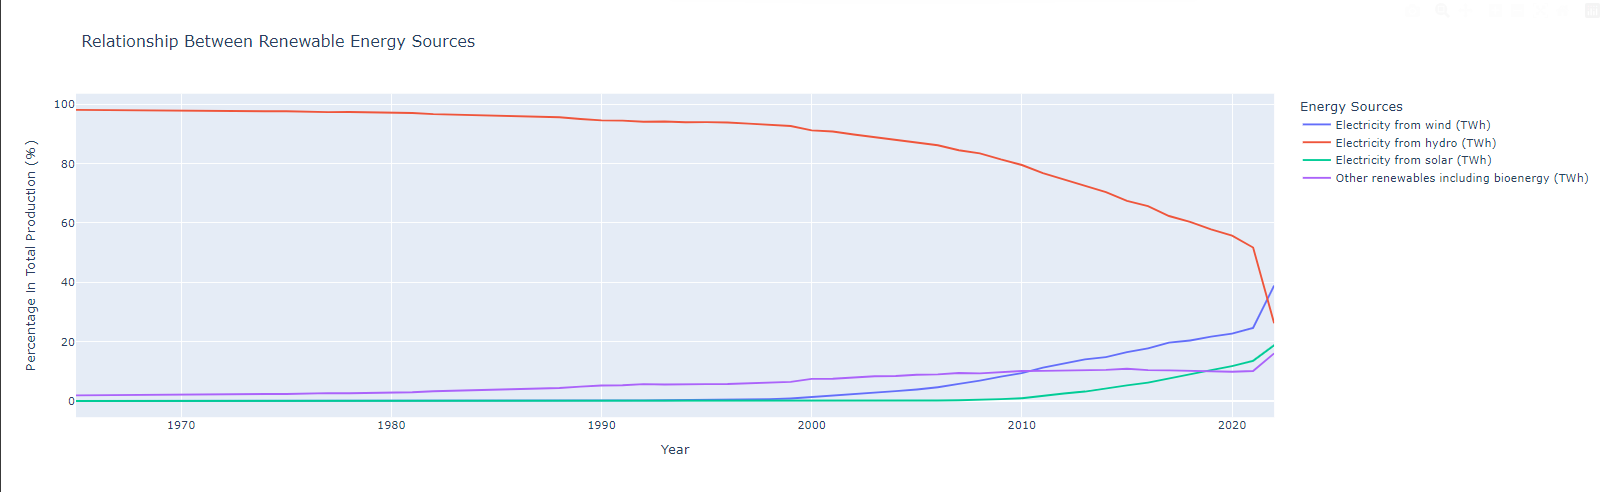 Relationship Between Renewable Energy Sources
Percentage In Total Production (%)
100
80
60
40
20
0
1970
1980
1990
2000
2010
2020
Year
Energy Sources
Electricity from wind (TWh)
Electricity from hydro (TWh)
Electricity from solar (TWh)
Other renewables including bioenergy (TWh)